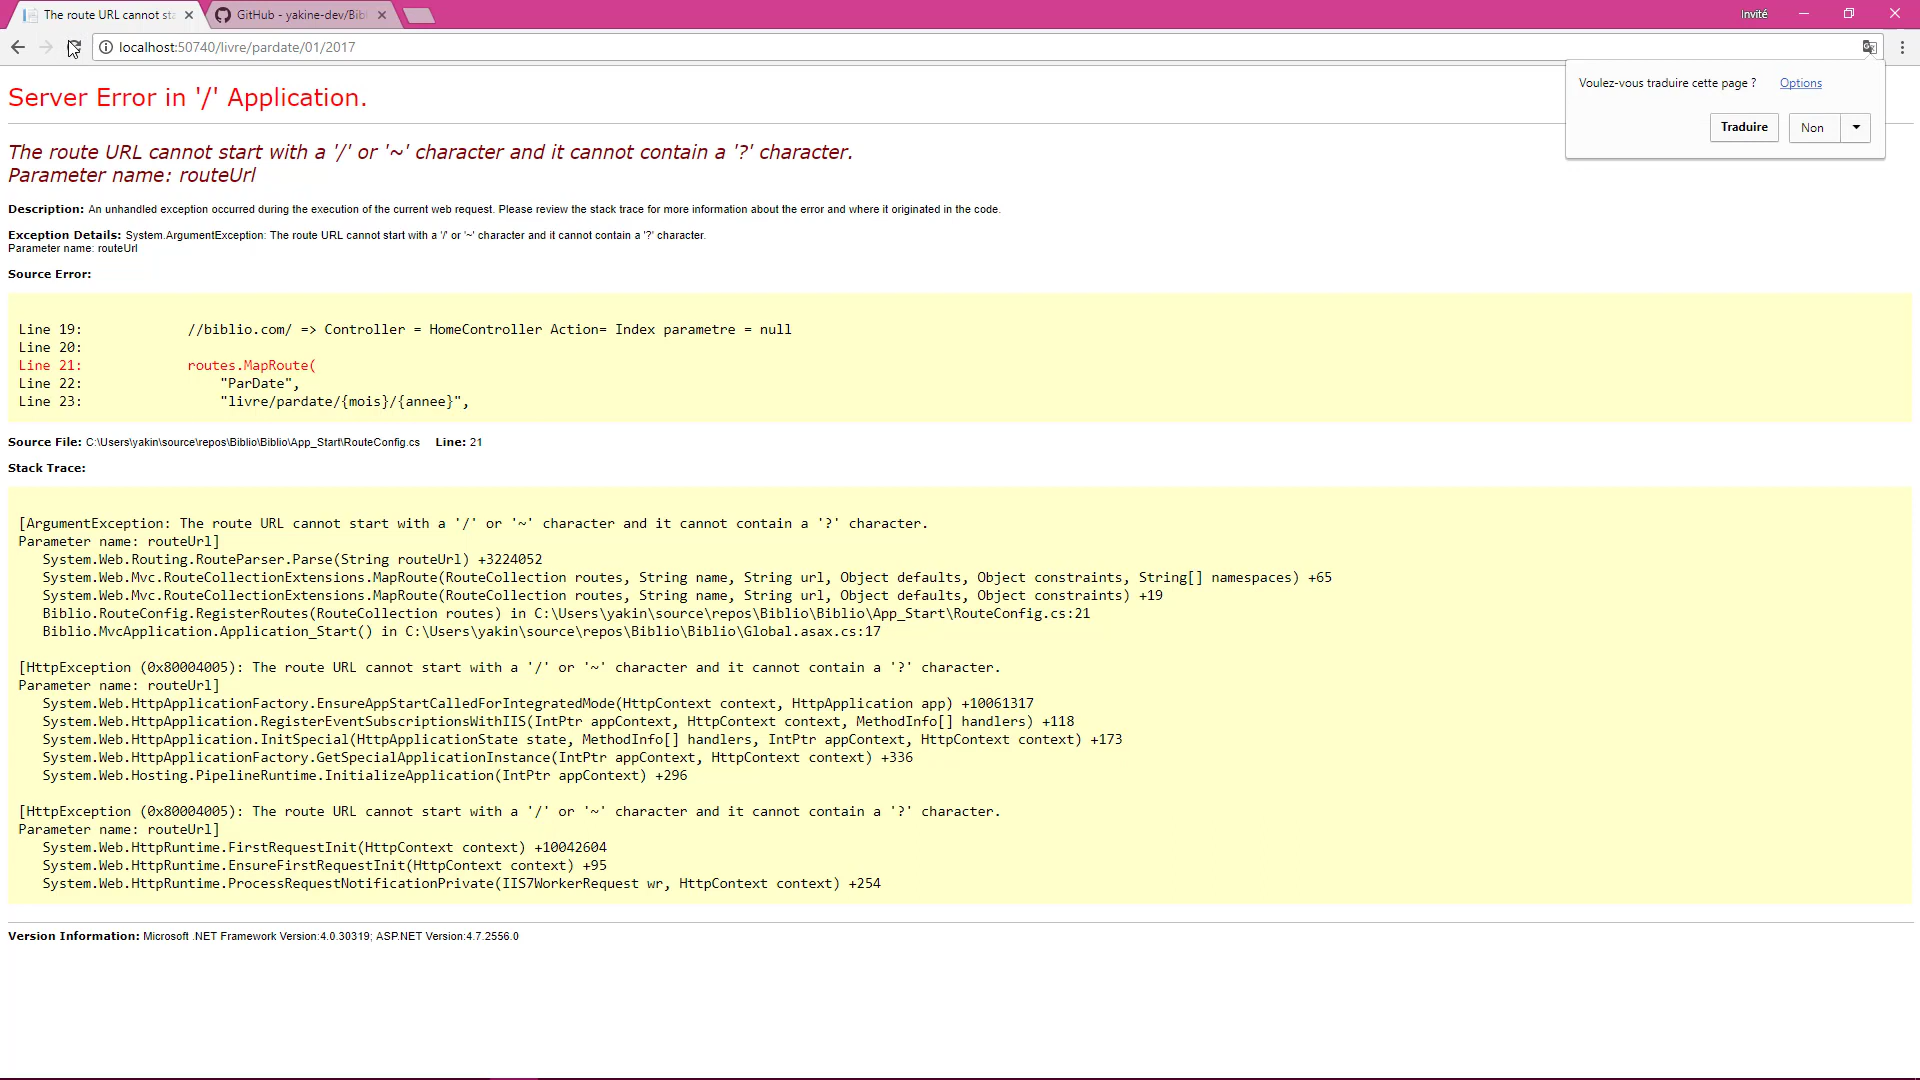 The route URL cannot sta
GitHub - yakine-dev/Bib
Invité
localhost:50740/livre/pardate/01/2017
Voulez-vous traduire cette page ? Options
Traduire Non
Server Error in '/' Application.
The route URL cannot start with a '/' or '~' character and it cannot contain a '?' character.
Parameter name: routeUrl
Description: An unhandled exception occurred during the execution of the current web request. Please review the stack trace for more information about the error and where it originated in the code.
Exception Details: System.ArgumentException: The route URL cannot start with a '/' or '~' character and it cannot contain a '?' character.
Parameter name: routeUrl
Source Error:
Line 19: //biblio.com/ => Controller = HomeController Action= Index parametre = null
Line 20:
Line 21: routes.MapRoute(
Line 22: "ParDate",
Line 23: "livre/pardate/{mois}/{annee}",
Source File: C:\Users\yakin\source\repos\Biblio\Biblio\App_Start\RouteConfig.cs Line: 21
Stack Trace:
[ArgumentException: The route URL cannot start with a '/' or '~' character and it cannot contain a '?' character.
Parameter name: routeUrl]
System.Web.Routing.RouteParser.Parse(String routeUrl) +3224052
System.Web.Mvc.RouteCollectionExtensions.MapRoute(RouteCollection routes, String name, String url, Object defaults, Object constraints, String[] namespaces) +65
System.Web.Mvc.RouteCollectionExtensions.MapRoute(RouteCollection routes, String name, String url, Object defaults, Object constraints) +19
Biblio.RouteConfig.RegisterRoutes(RouteCollection routes) in C:\Users\yakin\source\repos\Biblio\Biblio\App_Start\RouteConfig.cs:21
Biblio.MvcApplication.Application_Start() in C:\Users\yakin\source\repos\Biblio\Biblio\Global.asax.cs:17
[HttpException (0x80004005): The route URL cannot start with a '/' or '~' character and it cannot contain a '?' character.
Parameter name: routeUrl]
System.Web.HttpApplicationFactory.EnsureAppStartCalledForIntegratedMode(HttpContext context, HttpApplication app) +10061317
System.Web.HttpApplication.RegisterEventSubscriptionsWithIIS(IntPtr appContext, HttpContext context, MethodInfo[] handlers) +118
System.Web.HttpApplication.InitSpecial(HttpApplicationState state, MethodInfo[] handlers, IntPtr appContext, HttpContext context) +173
System.Web.HttpApplicationFactory.GetSpecialApplicationInstance(IntPtr appContext, HttpContext context) +336
System.Web.Hosting.PipelineRuntime.InitializeApplication(IntPtr appContext) +296
[HttpException (0x80004005): The route URL cannot start with a '/' or '~' character and it cannot contain a '?' character.
Parameter name: routeUrl]
System.Web.HttpRuntime.FirstRequestInit(HttpContext context) +10042604
System.Web.HttpRuntime.EnsureFirstRequestInit(HttpContext context) +95
System.Web.HttpRuntime.ProcessRequestNotificationPrivate(IIS7WorkerRequest wr, HttpContext context) +254
Version Information: Microsoft .NET Framework Version:4.0.30319; ASP.NET Version:4.7.2556.0